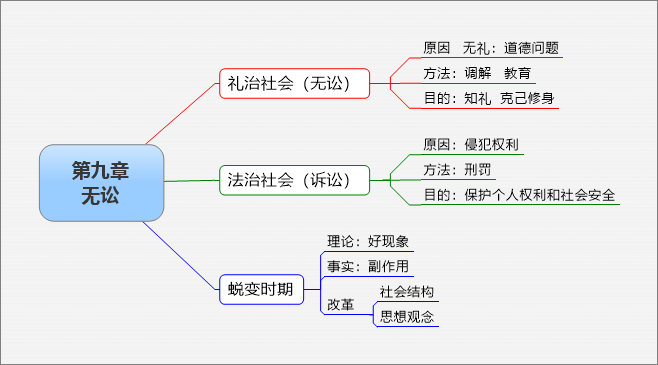 第九章
无讼
礼治社会（无讼）
原因 无礼：道德问题
方法：调解 教育
目的：知礼 克己修身
法治社会（诉讼）
原因：侵犯权利
方法：刑罚
目的：保护个人权利和社会安全
蜕变时期
理论：好现象
事实：副作用
改革
社会结构
思想观念